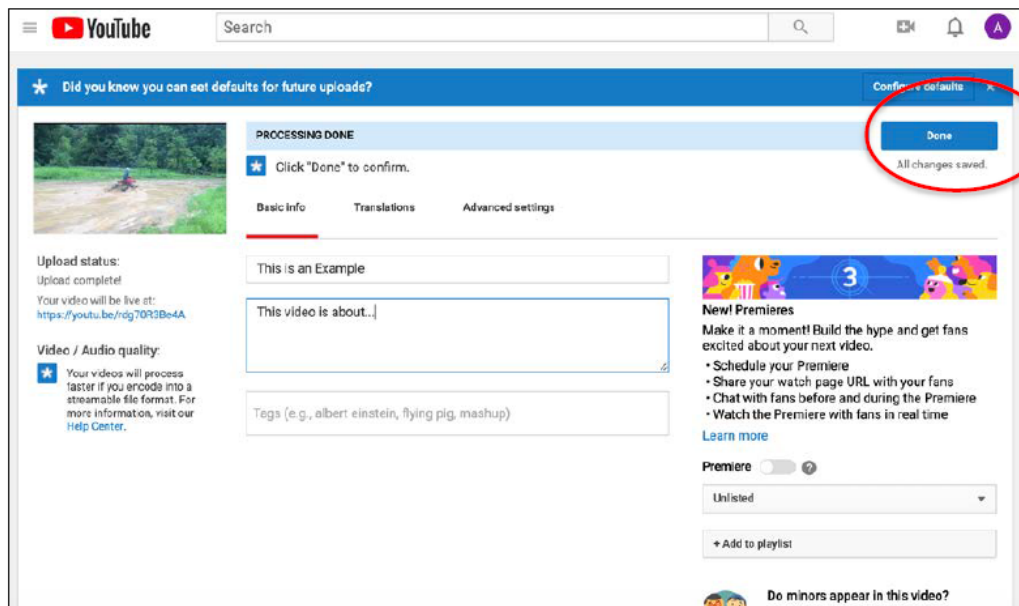 YouTube
Search
A
Did you know you can set defaults for future uploads?
Configure defaults
PROCESSING DONE
Done
Click "Done" to confirm.
All changes saved.
Basic info
Translations
Advanced settings
Upload status:
Upload complete!
Your video will be live at:
https://youtu.be/rdg70R3Be4A
Video / Audio quality:
Your videos will process
faster if you encode into a
streamable file format. For
more information, visit our
Help Center.
This is an Example
This video is about...
Tags (e.g., albert einstein, flying pig, mashup)
3
New! Premieres
Make it a moment! Build the hype and get fans
excited about your next video.
• Schedule your Premiere
• Share your watch page URL with your fans
• Chat with fans before and during the Premiere
• Watch the Premiere with fans in real time
Learn more
Premiere
Unlisted
+ Add to playlist
Do minors appear in this video?